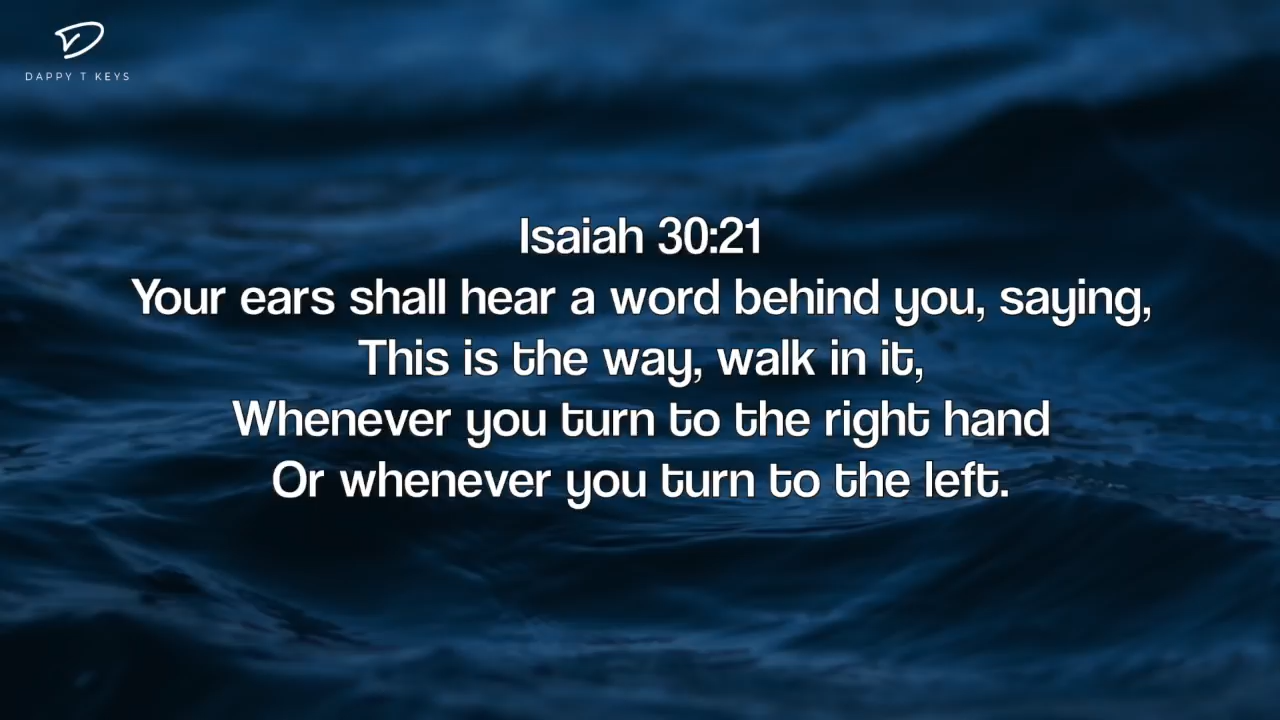 DAPPY T KEYS
Isaiah 30:21
Your ears shall hear a word behind you, saying,
This is the way, walk in it,
Whenever you turn to the right hand
Or whenever you turn to the left.